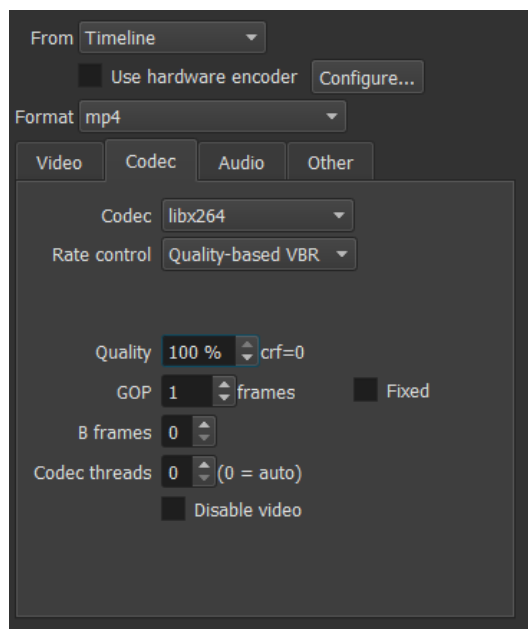 From Timeline
Use hardware encoder Configure...
Format mp4
Video Codec Audio Other
Codec libx264
Rate control Quality-based VBR
Quality 100 % crf=0
GOP 1 frames Fixed
B frames 0
Codec threads 0 (0 = auto)
Disable video